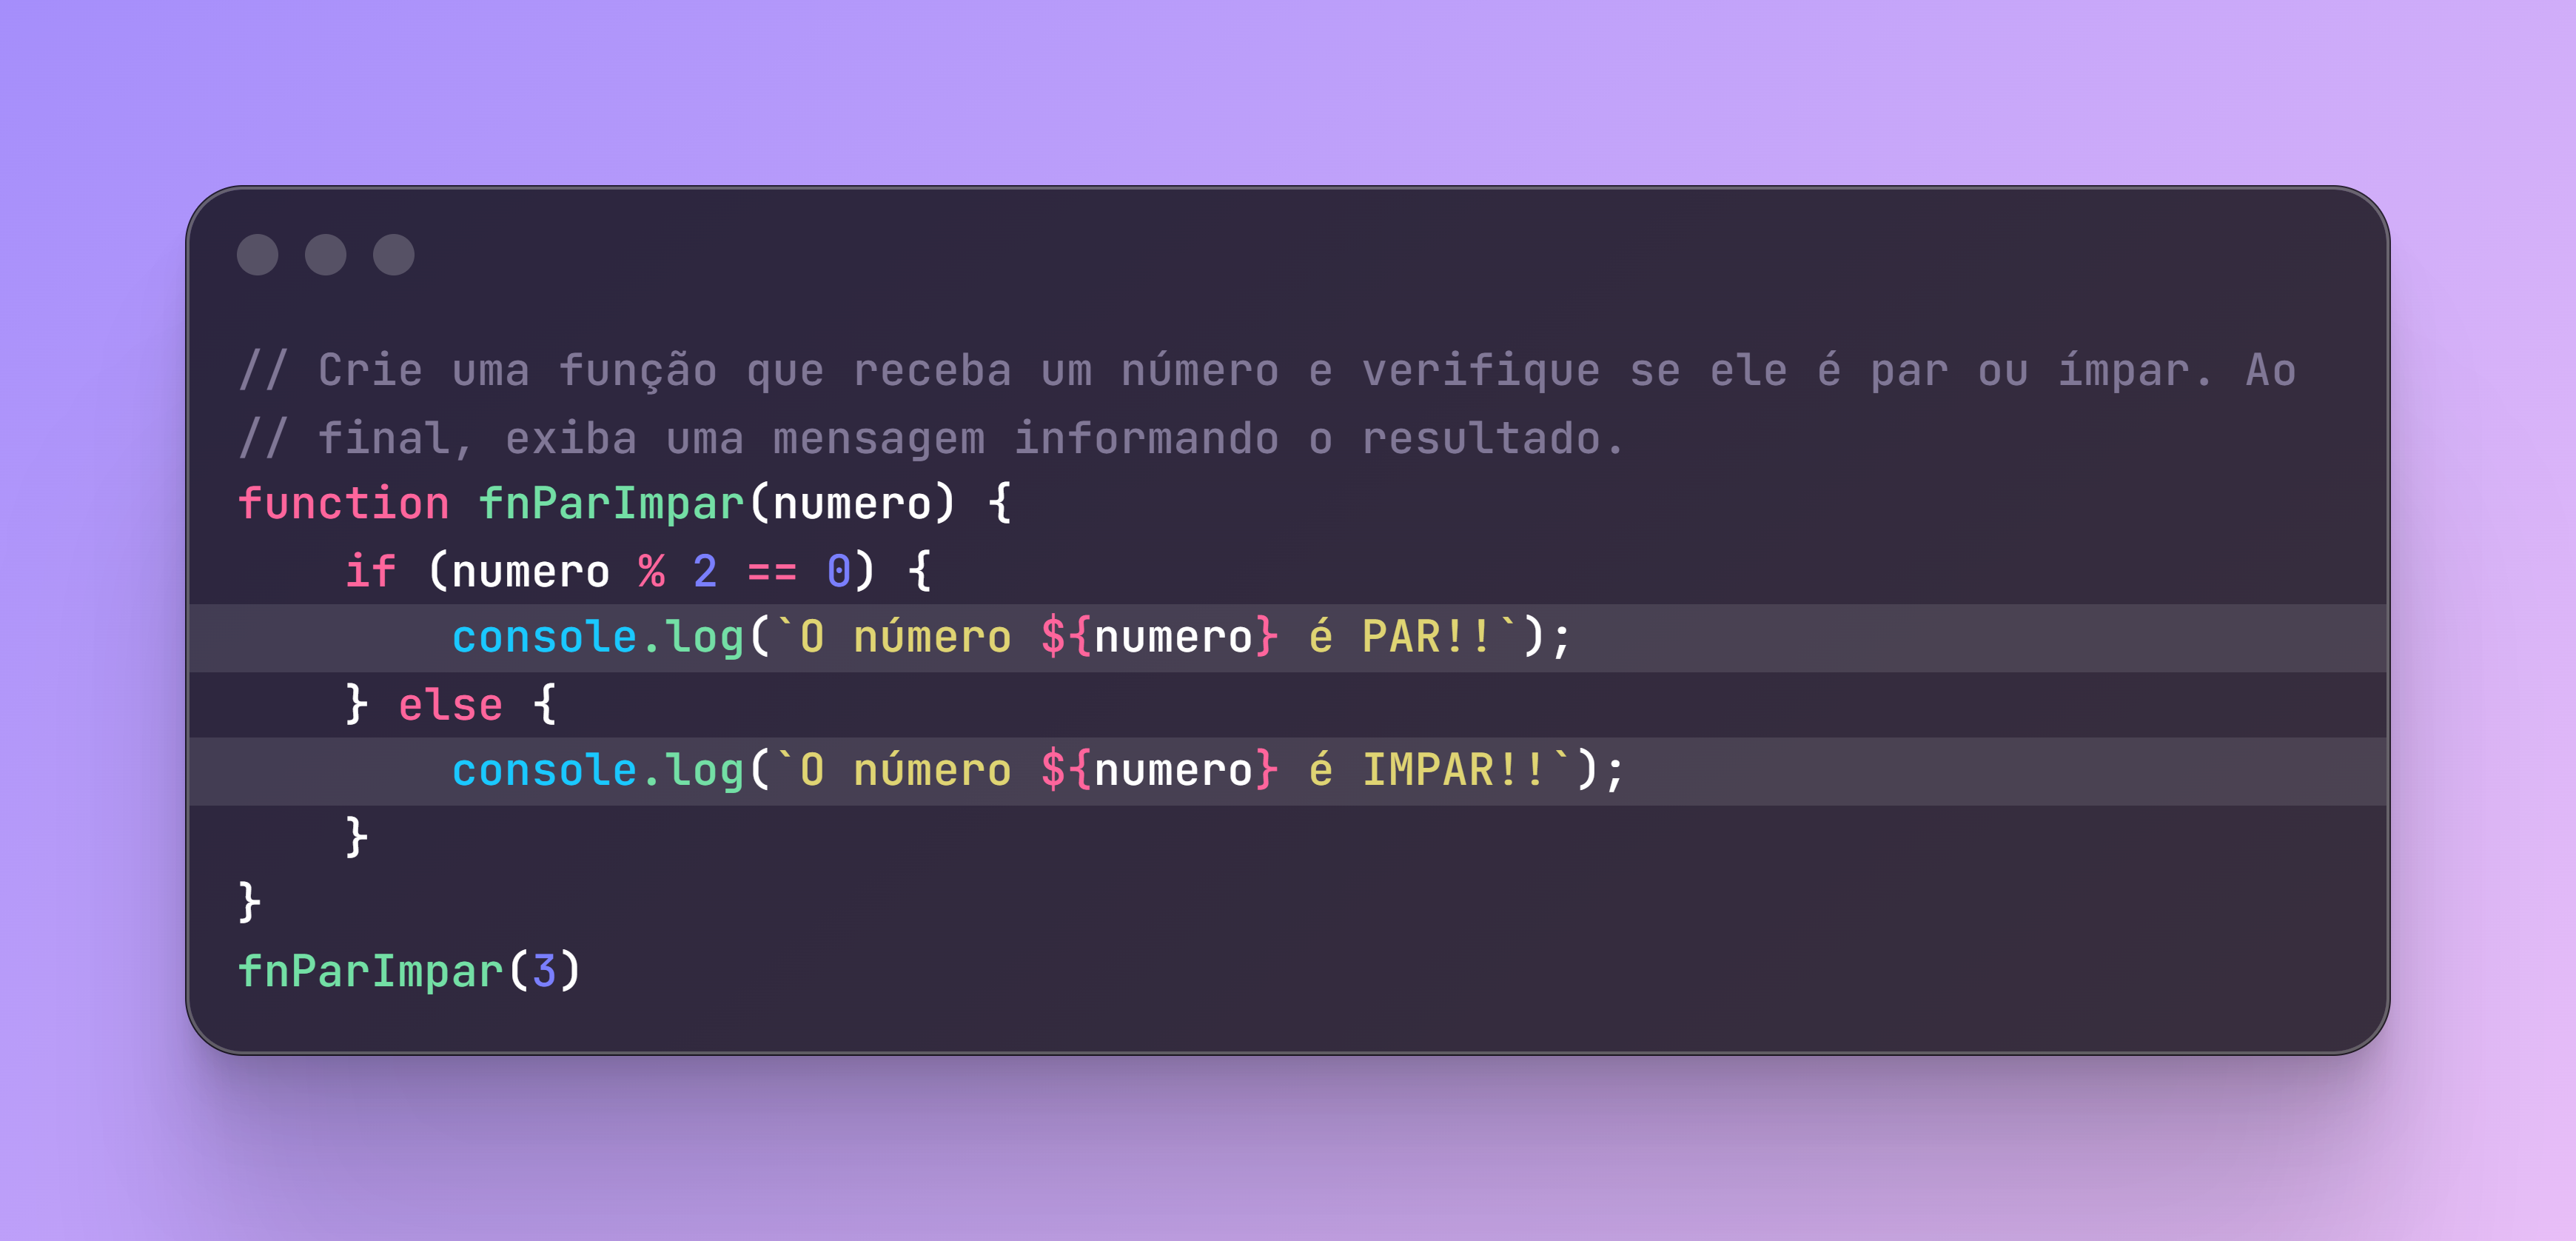 // Crie uma função que receba um número e verifique se ele é par ou ímpar. Ao
// final, exiba uma mensagem informando o resultado.
function fnParImpar(numero) {
    if (numero % 2 == 0) {
        console.log(`O número ${numero} é PAR!!`);
    } else {
        console.log(`O número ${numero} é IMPAR!!`);
    }
}
fnParImpar(3)